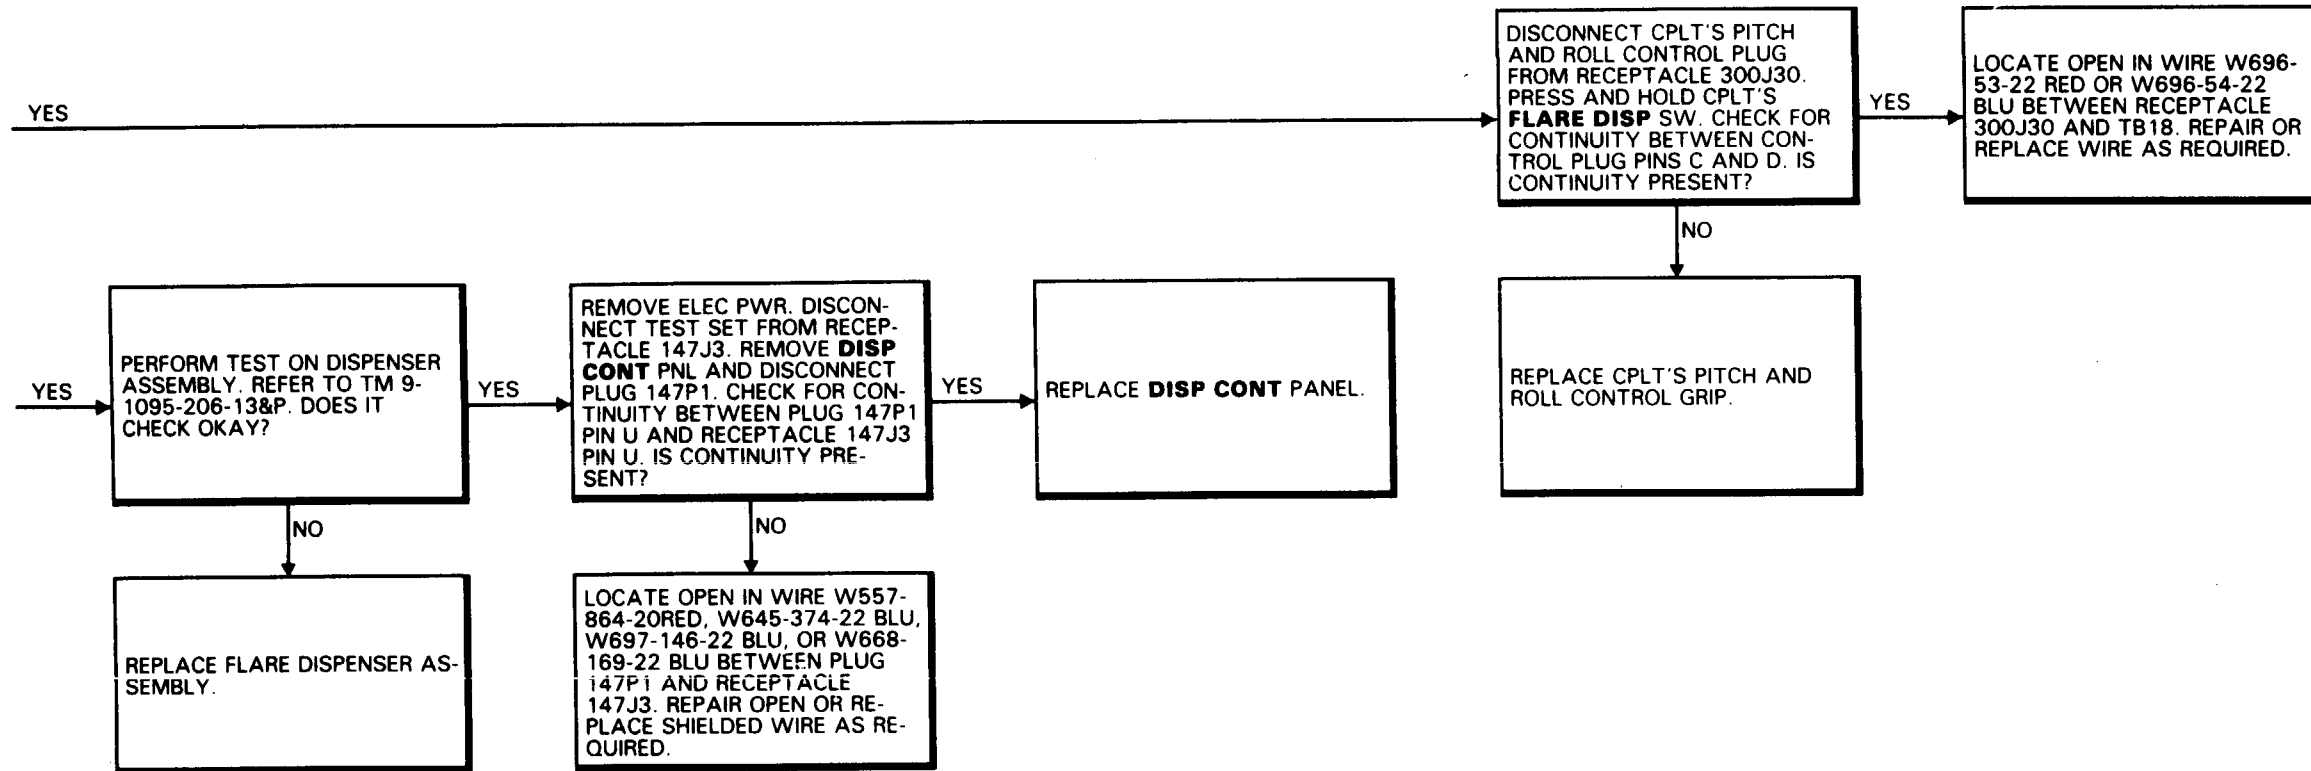 YES
DISCONNECT CPLT'S PITCH
AND ROLL CONTROL PLUG
FROM RECEPTACLE 300J30.
PRESS AND HOLD CPLT'S
FLARE DISP SW. CHECK FOR
CONTINUITY BETWEEN CON-
TROL PLUG PINS C AND D. IS
CONTINUITY PRESENT?
YES
LOCATE OPEN IN WIRE W696-
53-22 RED OR W696-54-22
BLU BETWEEN RECEPTACLE
300J30 AND TB18. REPAIR OR
REPLACE WIRE AS REQUIRED.
NO
REPLACE CPLT'S PITCH AND
ROLL CONTROL GRIP.
YES
PERFORM TEST ON DISPENSER
ASSEMBLY. REFER TO TM 9-
1095-206-13&P. DOES IT
CHECK OKAY?
YES
REMOVE ELEC PWR. DISCON-
NECT TEST SET FROM RECEP-
TACLE 147J3. REMOVE DISP
CONT PNL AND DISCONNECT
PLUG 147P1. CHECK FOR CON-
TINUITY BETWEEN PLUG 147P1
PIN U AND RECEPTACLE 147J3
PIN U. IS CONTINUITY PRE-
SENT?
YES
REPLACE DISP CONT PANEL.
NO
REPLACE FLARE DISPENSER AS-
SEMBLY.
NO
LOCATE OPEN IN WIRE W557-
864-20RED, W645-374-22 BLU,
W697-146-22 BLU, OR W668-
169-22 BLU BETWEEN PLUG
147P1 AND RECEPTACLE
147J3. REPAIR OPEN OR RE-
PLACE SHIELDED WIRE AS RE-
QUIRED.